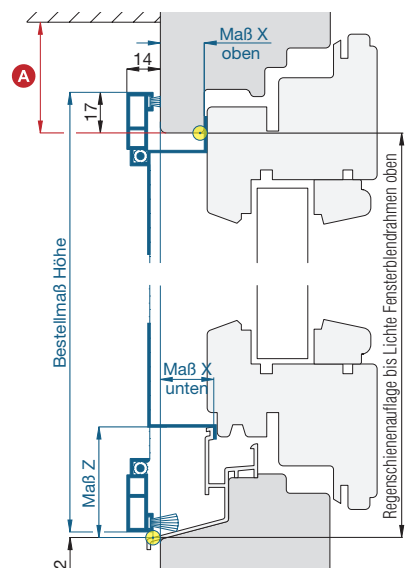 Maß X
oben
14
A
17
Bestellmaß Höhe
Regenschienenauflage bis Lichte Fensterblendrahmen oben
Maß X
unten
Maß Z
2